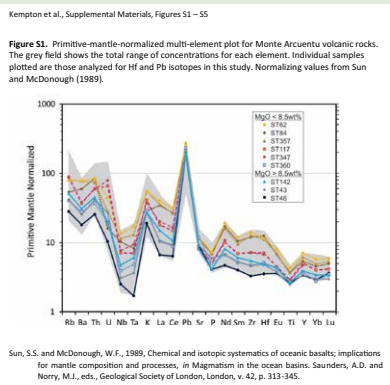 Kempton et al., Supplemental Materials, Figures S1 – S5
Figure S1. Primitive-mantle-normalized multi-element plot for Monte Arcuentu volcanic rocks.
The grey field shows the total range of concentrations for each element. Individual samples
plotted are those analyzed for Hf and Pb isotopes in this study. Normalizing values from Sun
and McDonough (1989).
1000
100
10
1
Primitive Mantle Normalized
MgO < 8.5wt%
ST62
ST84
ST357
ST117
ST347
ST360
MgO > 8.5wt%
ST142
ST43
ST46
Rb Ba Th U Nb Ta K La Ce Pb Sr P Nd Sm Zr Hf Eu Ti Y Yb Lu
Sun, S.S. and McDonough, W.F., 1989, Chemical and isotopic systematics of oceanic basalts; implications
for mantle composition and processes, in Magmatism in the ocean basins. Saunders, A.D. and
Norry, M.J., eds., Geological Society of London, London, v. 42, p. 313-345.